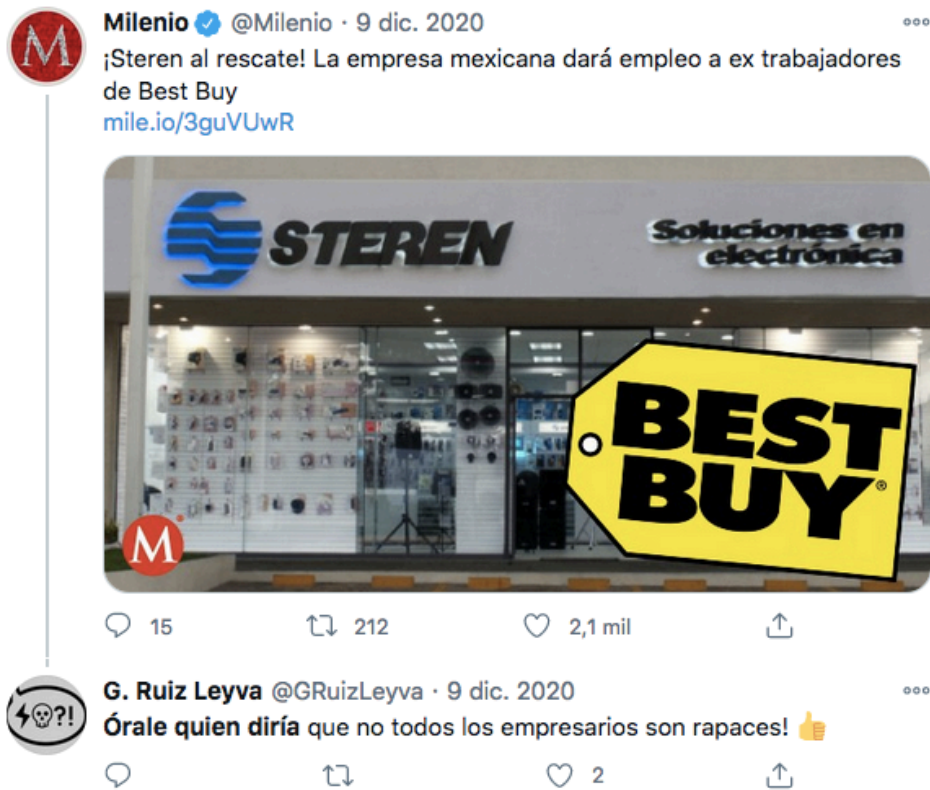 Milenio @Milenio · 9 dic. 2020
¡Steren al rescate! La empresa mexicana dará empleo a ex trabajadores
de Best Buy
mile.io/3guVUwR
STEREN
Soluciones en
electrónica
BEST
BUY®
M
15 212 2,1 mil
G. Ruiz Leyva @GRuizLeyva · 9 dic. 2020
Órale quien diría que no todos los empresarios son rapaces! 👍
2